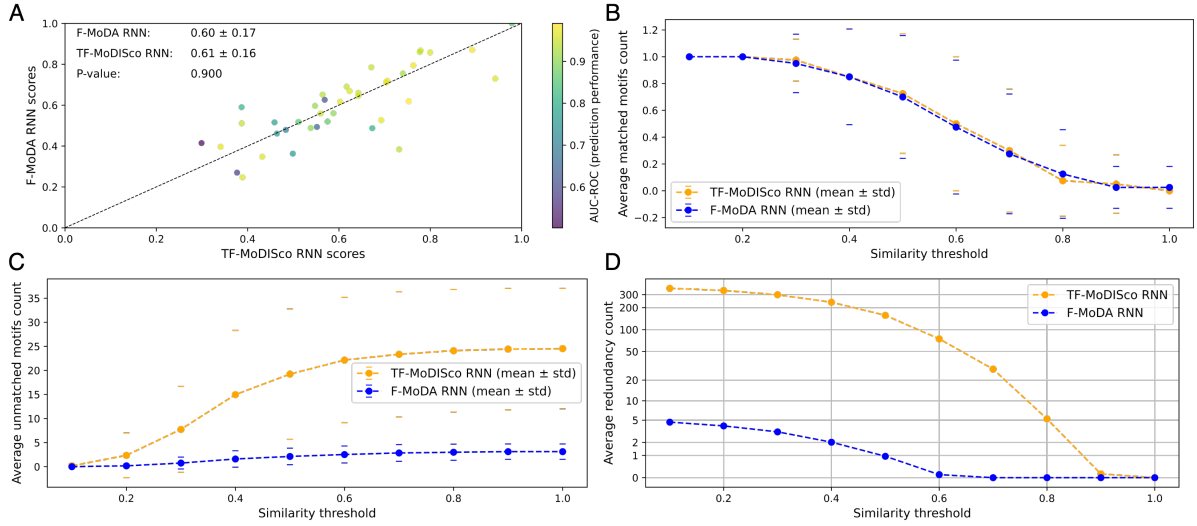 A
F-MoDA RNN: 0.60 ± 0.17
TF-MoDISco RNN: 0.61 ± 0.16
P-value: 0.900
F-MoDA RNN scores
1.0
0.8
0.6
0.4
0.2
0.0
0.0 0.2 0.4 0.6 0.8 1.0
TF-MoDISco RNN scores
0.9
0.8
0.7
0.6
AUC-ROC (prediction performance)
B
Average matched motifs count
1.2
1.0
0.8
0.6
0.4
0.2
0.0
−0.2
TF-MoDISco RNN (mean ± std)
F-MoDA RNN (mean ± std)
0.2 0.4 0.6 0.8 1.0
Similarity threshold
C
Average unmatched motifs count
35
30
25
20
15
10
5
0
TF-MoDISco RNN (mean ± std)
F-MoDA RNN (mean ± std)
0.2 0.4 0.6 0.8 1.0
Similarity threshold
D
Average redundancy count
300
200
100
50
20
10
5
2
1
0
TF-MoDISco RNN
F-MoDA RNN
0.2 0.4 0.6 0.8 1.0
Similarity threshold